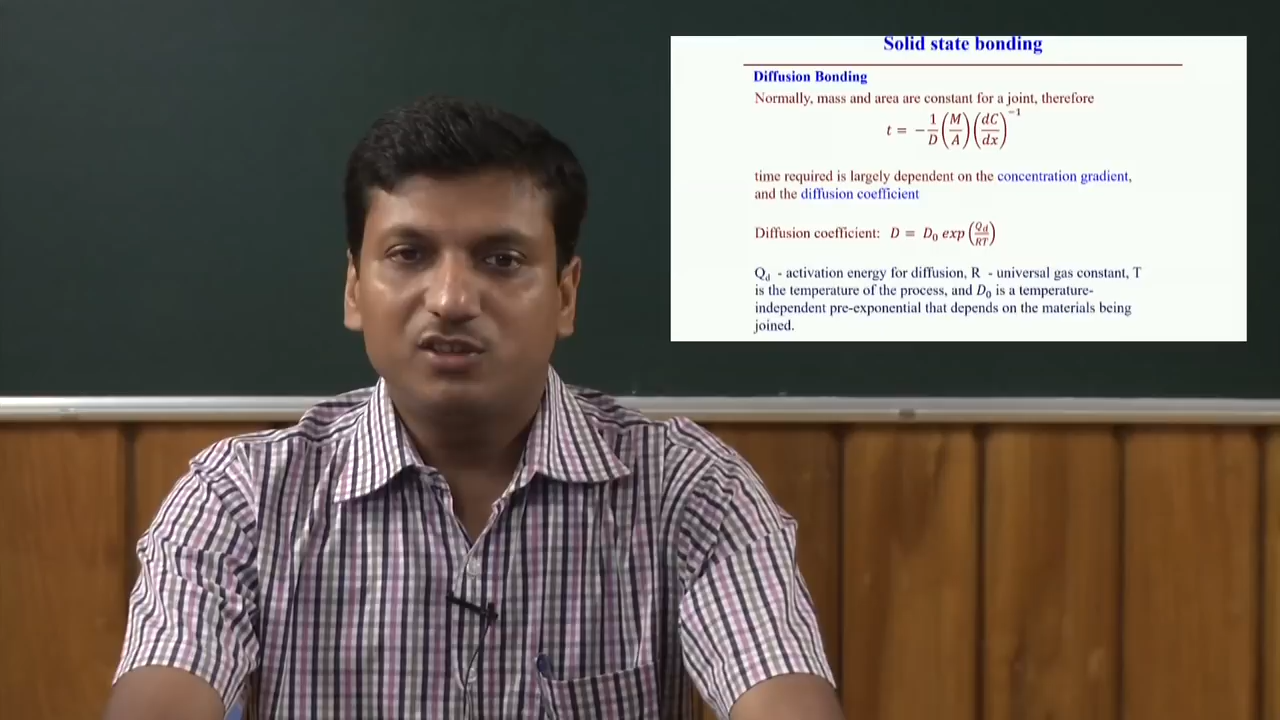 Solid state bonding
Diffusion Bonding
Normally, mass and area are constant for a joint, therefore
t = −1/D (M/A) (dC/dx)⁻¹
time required is largely dependent on the concentration gradient,
and the diffusion coefficient
Diffusion coefficient: D = D₀ exp (Q_d/RT)
Q_d - activation energy for diffusion, R - universal gas constant, T
is the temperature of the process, and D₀ is a temperature-
independent pre-exponential that depends on the materials being
joined.